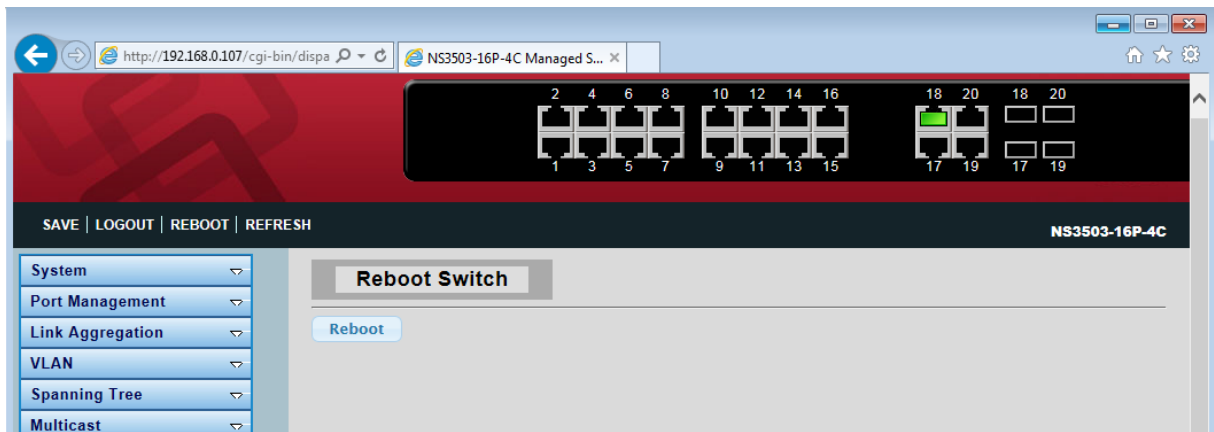 http://192.168.0.107/cgi-bin/dispa
NS3503-16P-4C Managed S...
2 4 6 8 10 12 14 16 18 20 18 20
1 3 5 7 9 11 13 15 17 19 17 19
SAVE | LOGOUT | REBOOT | REFRESH
NS3503-16P-4C
System
Reboot Switch
Port Management
Link Aggregation
Reboot
VLAN
Spanning Tree
Multicast